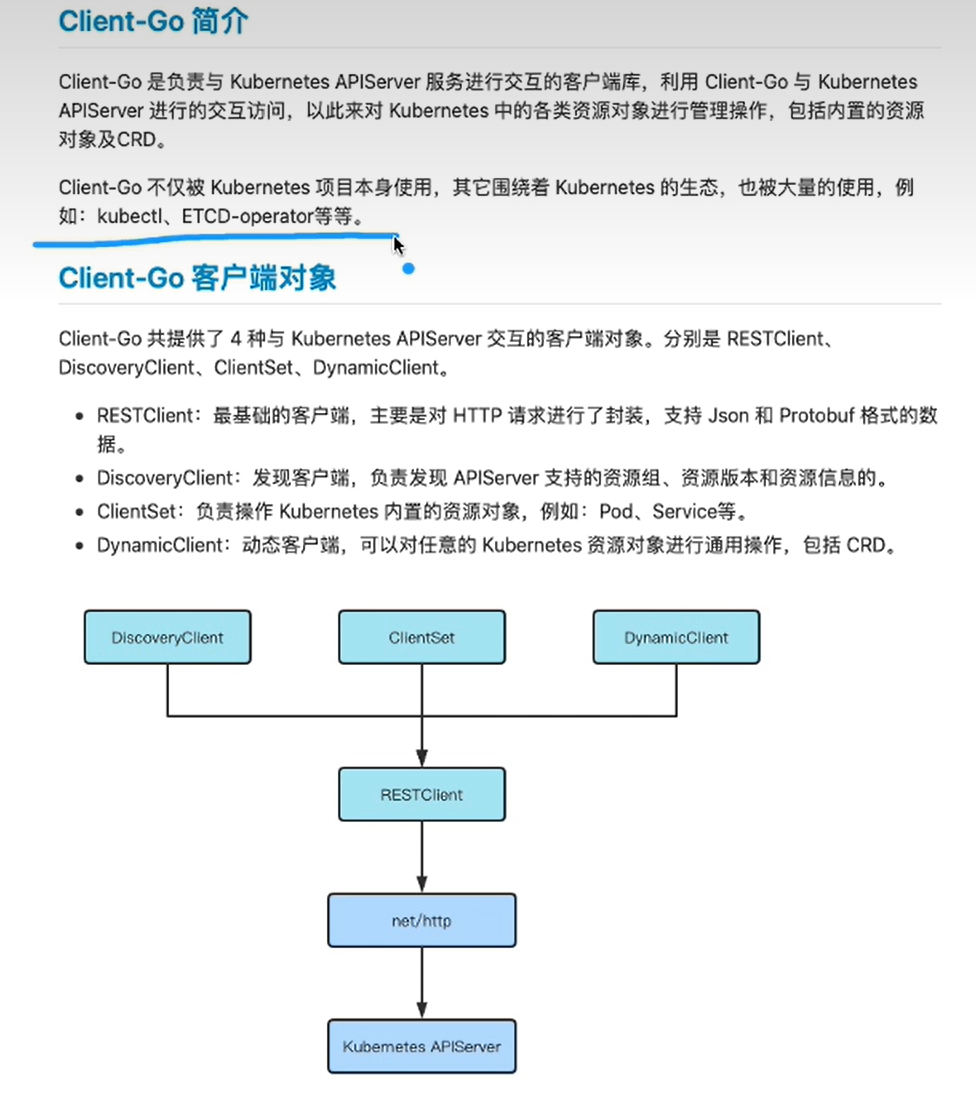 Client-Go 简介
Client-Go 是负责与 Kubernetes APIServer 服务进行交互的客户端库，利用 Client-Go 与 Kubernetes
APIServer 进行的交互访问，以此来对 Kubernetes 中的各类资源对象进行管理操作，包括内置的资源
对象及CRD。
Client-Go 不仅被 Kubernetes 项目本身使用，其它围绕着 Kubernetes 的生态，也被大量的使用，例
如：kubectl、ETCD-operator等等。
Client-Go 客户端对象
Client-Go 共提供了 4 种与 Kubernetes APIServer 交互的客户端对象。分别是 RESTClient、
DiscoveryClient、ClientSet、DynamicClient。
• RESTClient：最基础的客户端，主要是对 HTTP 请求进行了封装，支持 Json 和 Protobuf 格式的数
据。
• DiscoveryClient：发现客户端，负责发现 APIServer 支持的资源组、资源版本和资源信息的。
• ClientSet：负责操作 Kubernetes 内置的资源对象，例如：Pod、Service等。
• DynamicClient：动态客户端，可以对任意的 Kubernetes 资源对象进行通用操作，包括 CRD。
DiscoveryClient
ClientSet
DynamicClient
RESTClient
net/http
Kubernetes APIServer